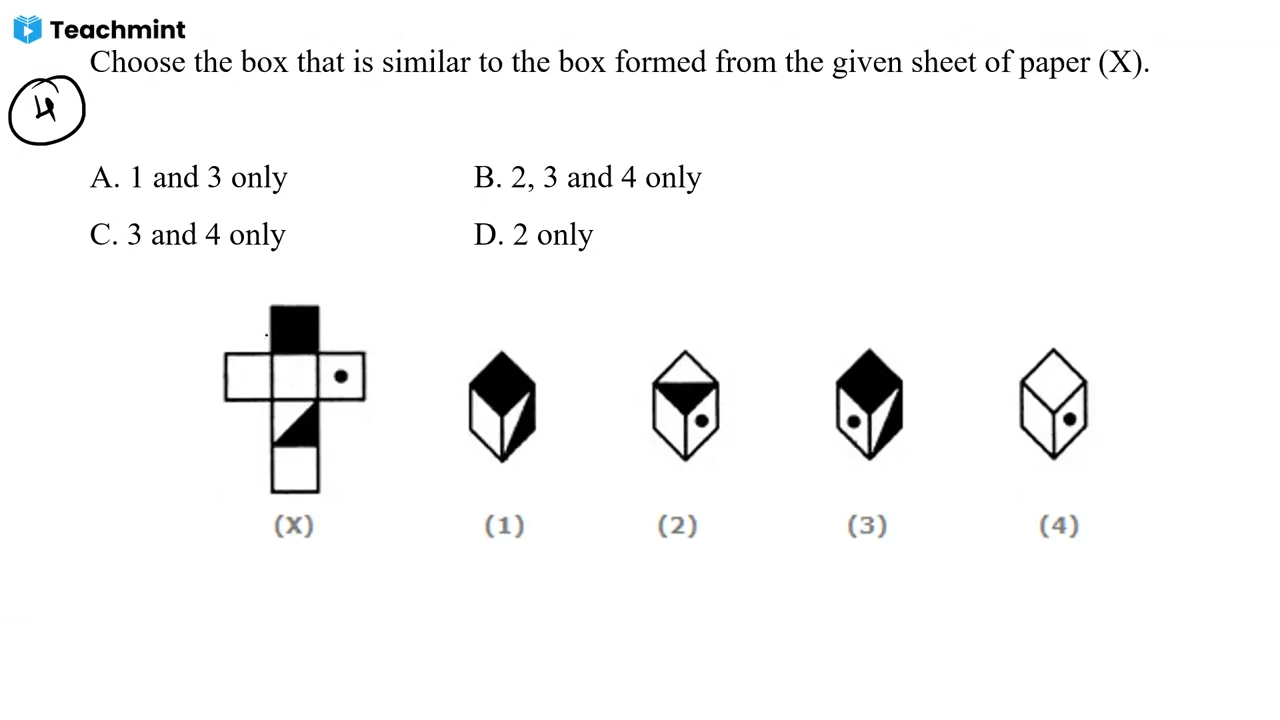 Teachmint
Choose the box that is similar to the box formed from the given sheet of paper (X).
4
A. 1 and 3 only
B. 2, 3 and 4 only
C. 3 and 4 only
D. 2 only
(X)
(1)
(2)
(3)
(4)